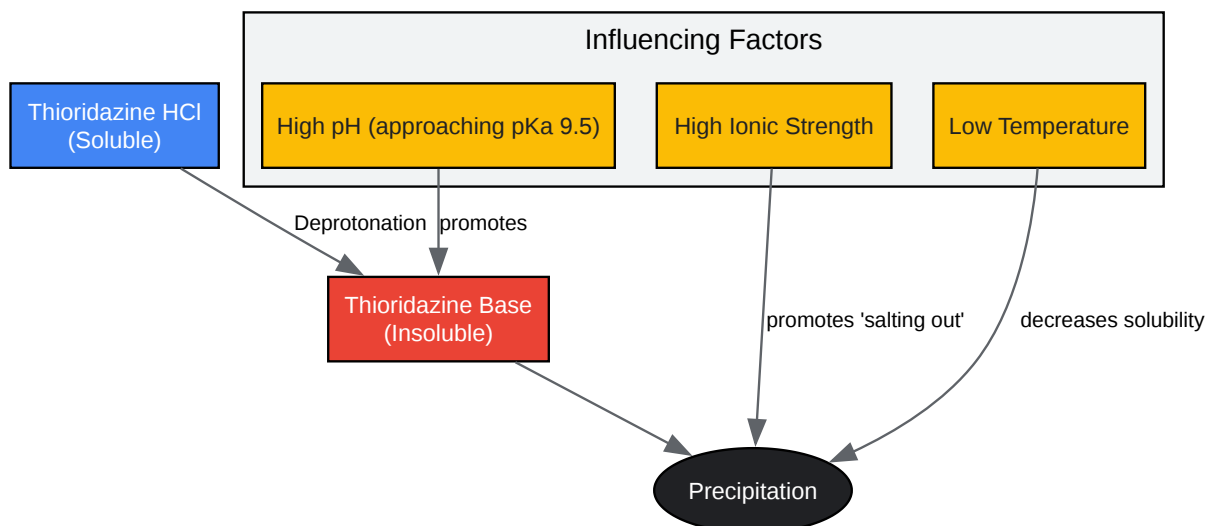 Influencing Factors
Thioridazine HCl
(Soluble)
High pH (approaching pKa 9.5)
High Ionic Strength
Low Temperature
Deprotonation
promotes
Thioridazine Base
(Insoluble)
promotes 'salting out'
decreases solubility
Precipitation